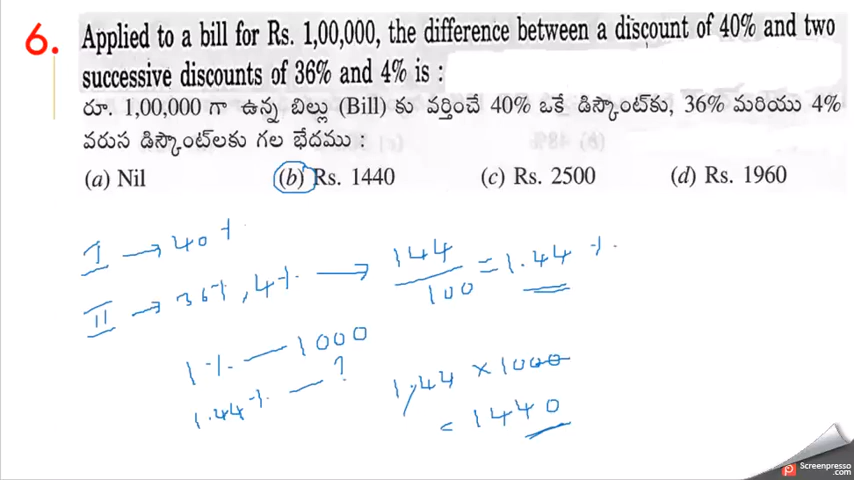 6. Applied to a bill for Rs. 1,00,000, the difference between a discount of 40% and two
successive discounts of 36% and 4% is :
రూ. 1,00,000 గా ఉన్న బిల్లు (Bill) కు వర్తించే 40% ఒకే డిస్కౌంట్‌కు, 36% మరియు 4%
వరుస డిస్కౌంట్‌లకు గల భేదము :
(a) Nil (b) Rs. 1440 (c) Rs. 2500 (d) Rs. 1960
I → 40 %
II → 36%, 4% → 144/100 = 1.44 %
1% — 1000
1.44% — ?
1.44 × 1000
= 1440
Screenpresso
.com